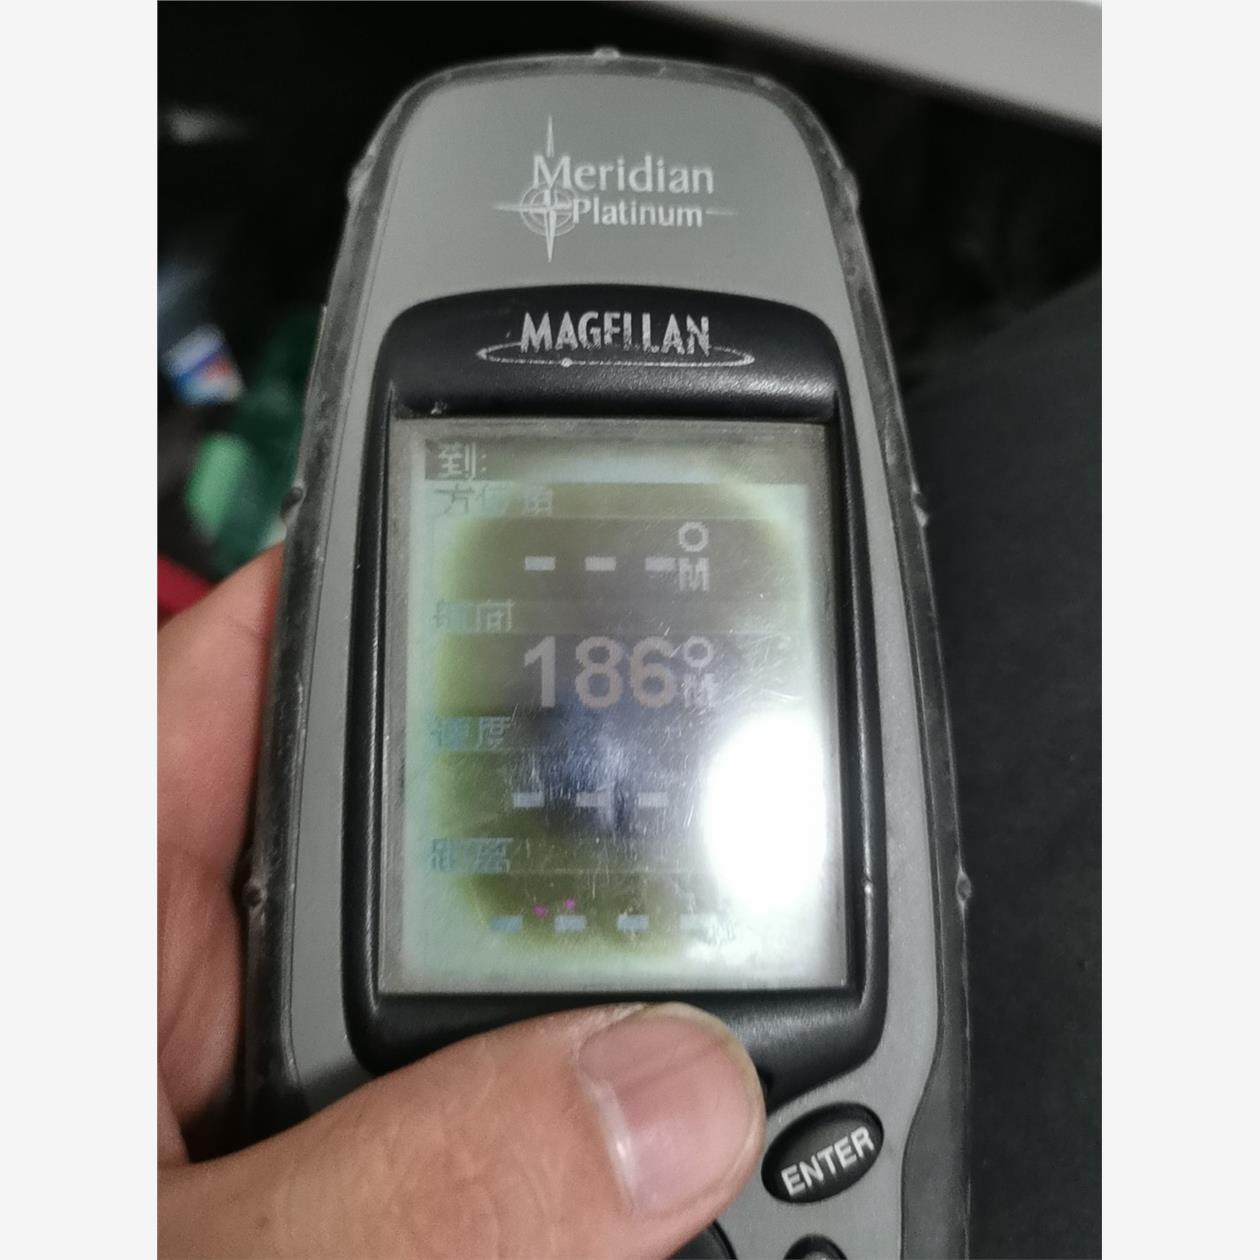 Meridian
Platinum
MAGELLAN
到:
方位角
- - - °M
航向
186°M
速度
- - -
距离
- - - -
ENTER